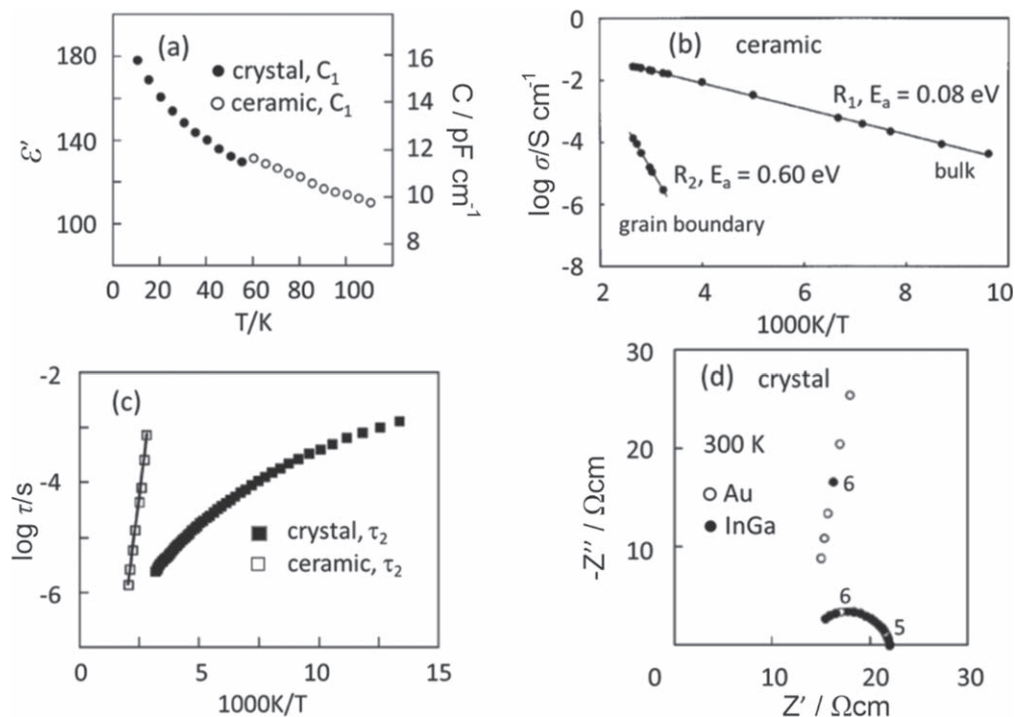 (a)
180
140
100
ε'
crystal, C1
ceramic, C1
16
14
12
10
8
C / pF cm-1
0 20 40 60 80 100
T/K
(b) ceramic
0
-2
-4
-6
-8
log σ/S cm-1
R1, Ea = 0.08 eV
bulk
R2, Ea = 0.60 eV
grain boundary
2 4 6 8 10
1000K/T
(c)
-2
-4
-6
log τ/s
crystal, τ2
ceramic, τ2
0 5 10 15
1000K/T
(d) crystal
30
20
10
-Z'' / Ωcm
300 K
Au
InGa
6
6
5
0 10 20 30
Z' / Ωcm